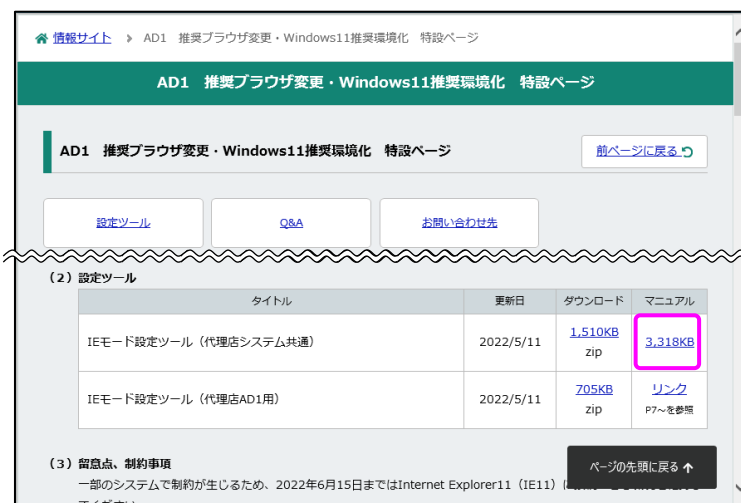 情報サイト > AD1 推奨ブラウザ変更・Windows11推奨環境化 特設ページ
AD1 推奨ブラウザ変更・Windows11推奨環境化 特設ページ
AD1 推奨ブラウザ変更・Windows11推奨環境化 特設ページ
前ページに戻る
設定ツール Q&A お問い合わせ先
(2)設定ツール
タイトル 更新日 ダウンロード マニュアル
IEモード設定ツール(代理店システム共通) 2022/5/11 1,510KB zip 3,318KB
IEモード設定ツール(代理店AD1用) 2022/5/11 705KB zip リンク P7~を参照
(3)留意点、制約事項
ページの先頭に戻る
一部のシステムで制約が生じるため、2022年6月15日まではInternet Explorer11(IE11)